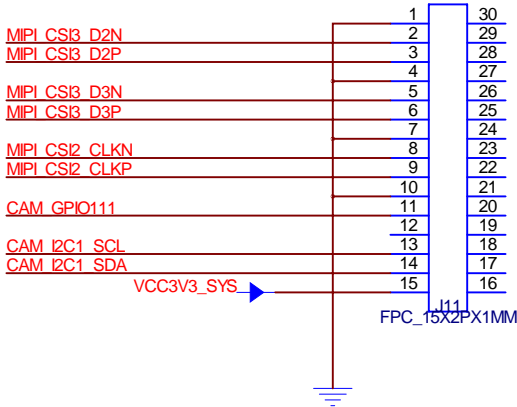 1 30
MIPI_CSI3_D2N 2 29
MIPI_CSI3_D2P 3 28
4 27
MIPI_CSI3_D3N 5 26
MIPI_CSI3_D3P 6 25
7 24
MIPI_CSI2_CLKN 8 23
MIPI_CSI2_CLKP 9 22
10 21
CAM_GPIO111 11 20
12 19
CAM_I2C1_SCL 13 18
CAM_I2C1_SDA 14 17
VCC3V3_SYS 15 16
J11
FPC_15X2PX1MM